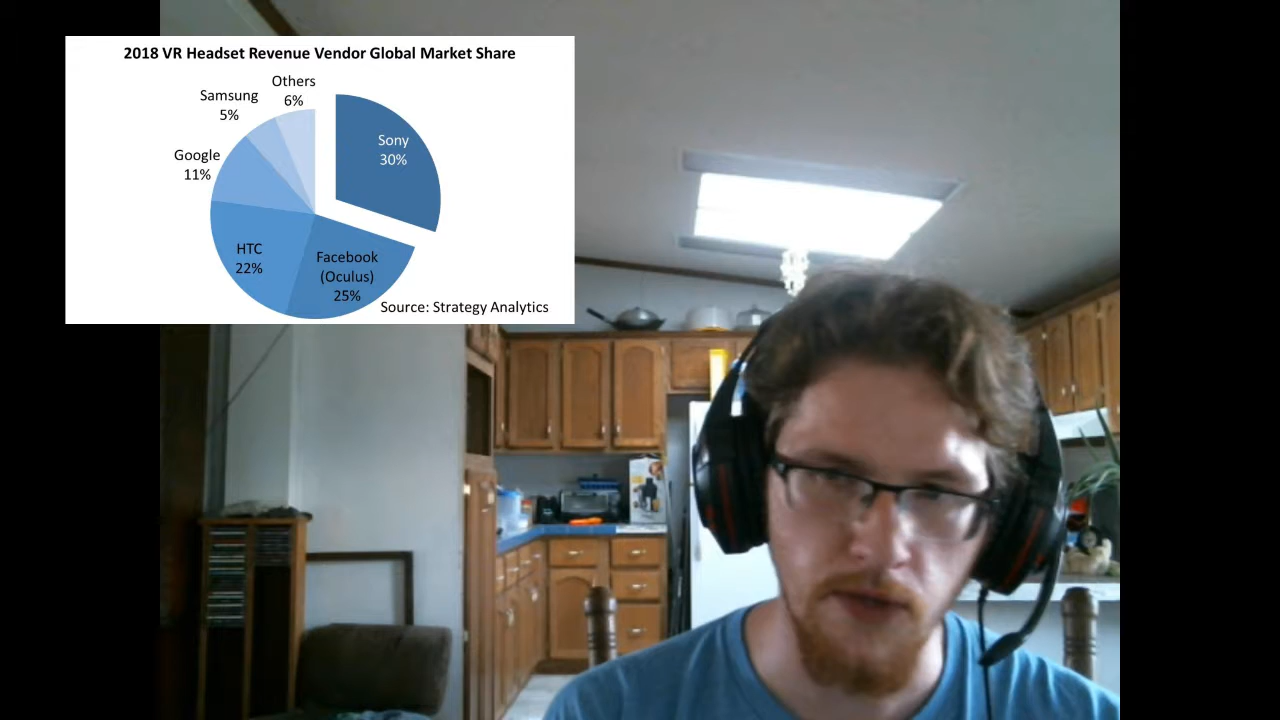 2018 VR Headset Revenue Vendor Global Market Share
Others
6%
Samsung
5%
Sony
30%
Google
11%
HTC
22%
Facebook
(Oculus)
25%
Source: Strategy Analytics